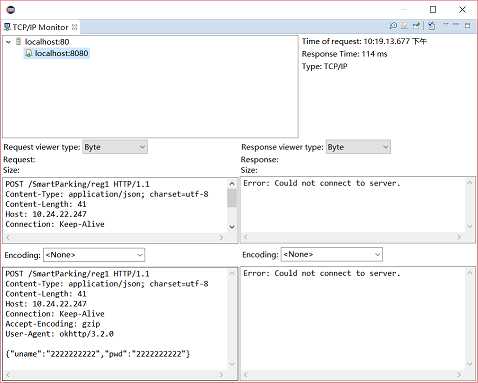 TCP/IP Monitor
localhost:80
localhost:8080
Time of request: 10:19.13.677 下午
Response Time: 114 ms
Type: TCP/IP
Request viewer type: Byte
Response viewer type: Byte
Request:
Size:
Response:
Size:
POST /SmartParking/reg1 HTTP/1.1
Content-Type: application/json; charset=utf-8
Content-Length: 41
Host: 10.24.22.247
Connection: Keep-Alive
Error: Could not connect to server.
Encoding: <None>
Encoding: <None>
POST /SmartParking/reg1 HTTP/1.1
Content-Type: application/json; charset=utf-8
Content-Length: 41
Host: 10.24.22.247
Connection: Keep-Alive
Accept-Encoding: gzip
User-Agent: okhttp/3.2.0
{"uname":"2222222222","pwd":"2222222222"}
Error: Could not connect to server.